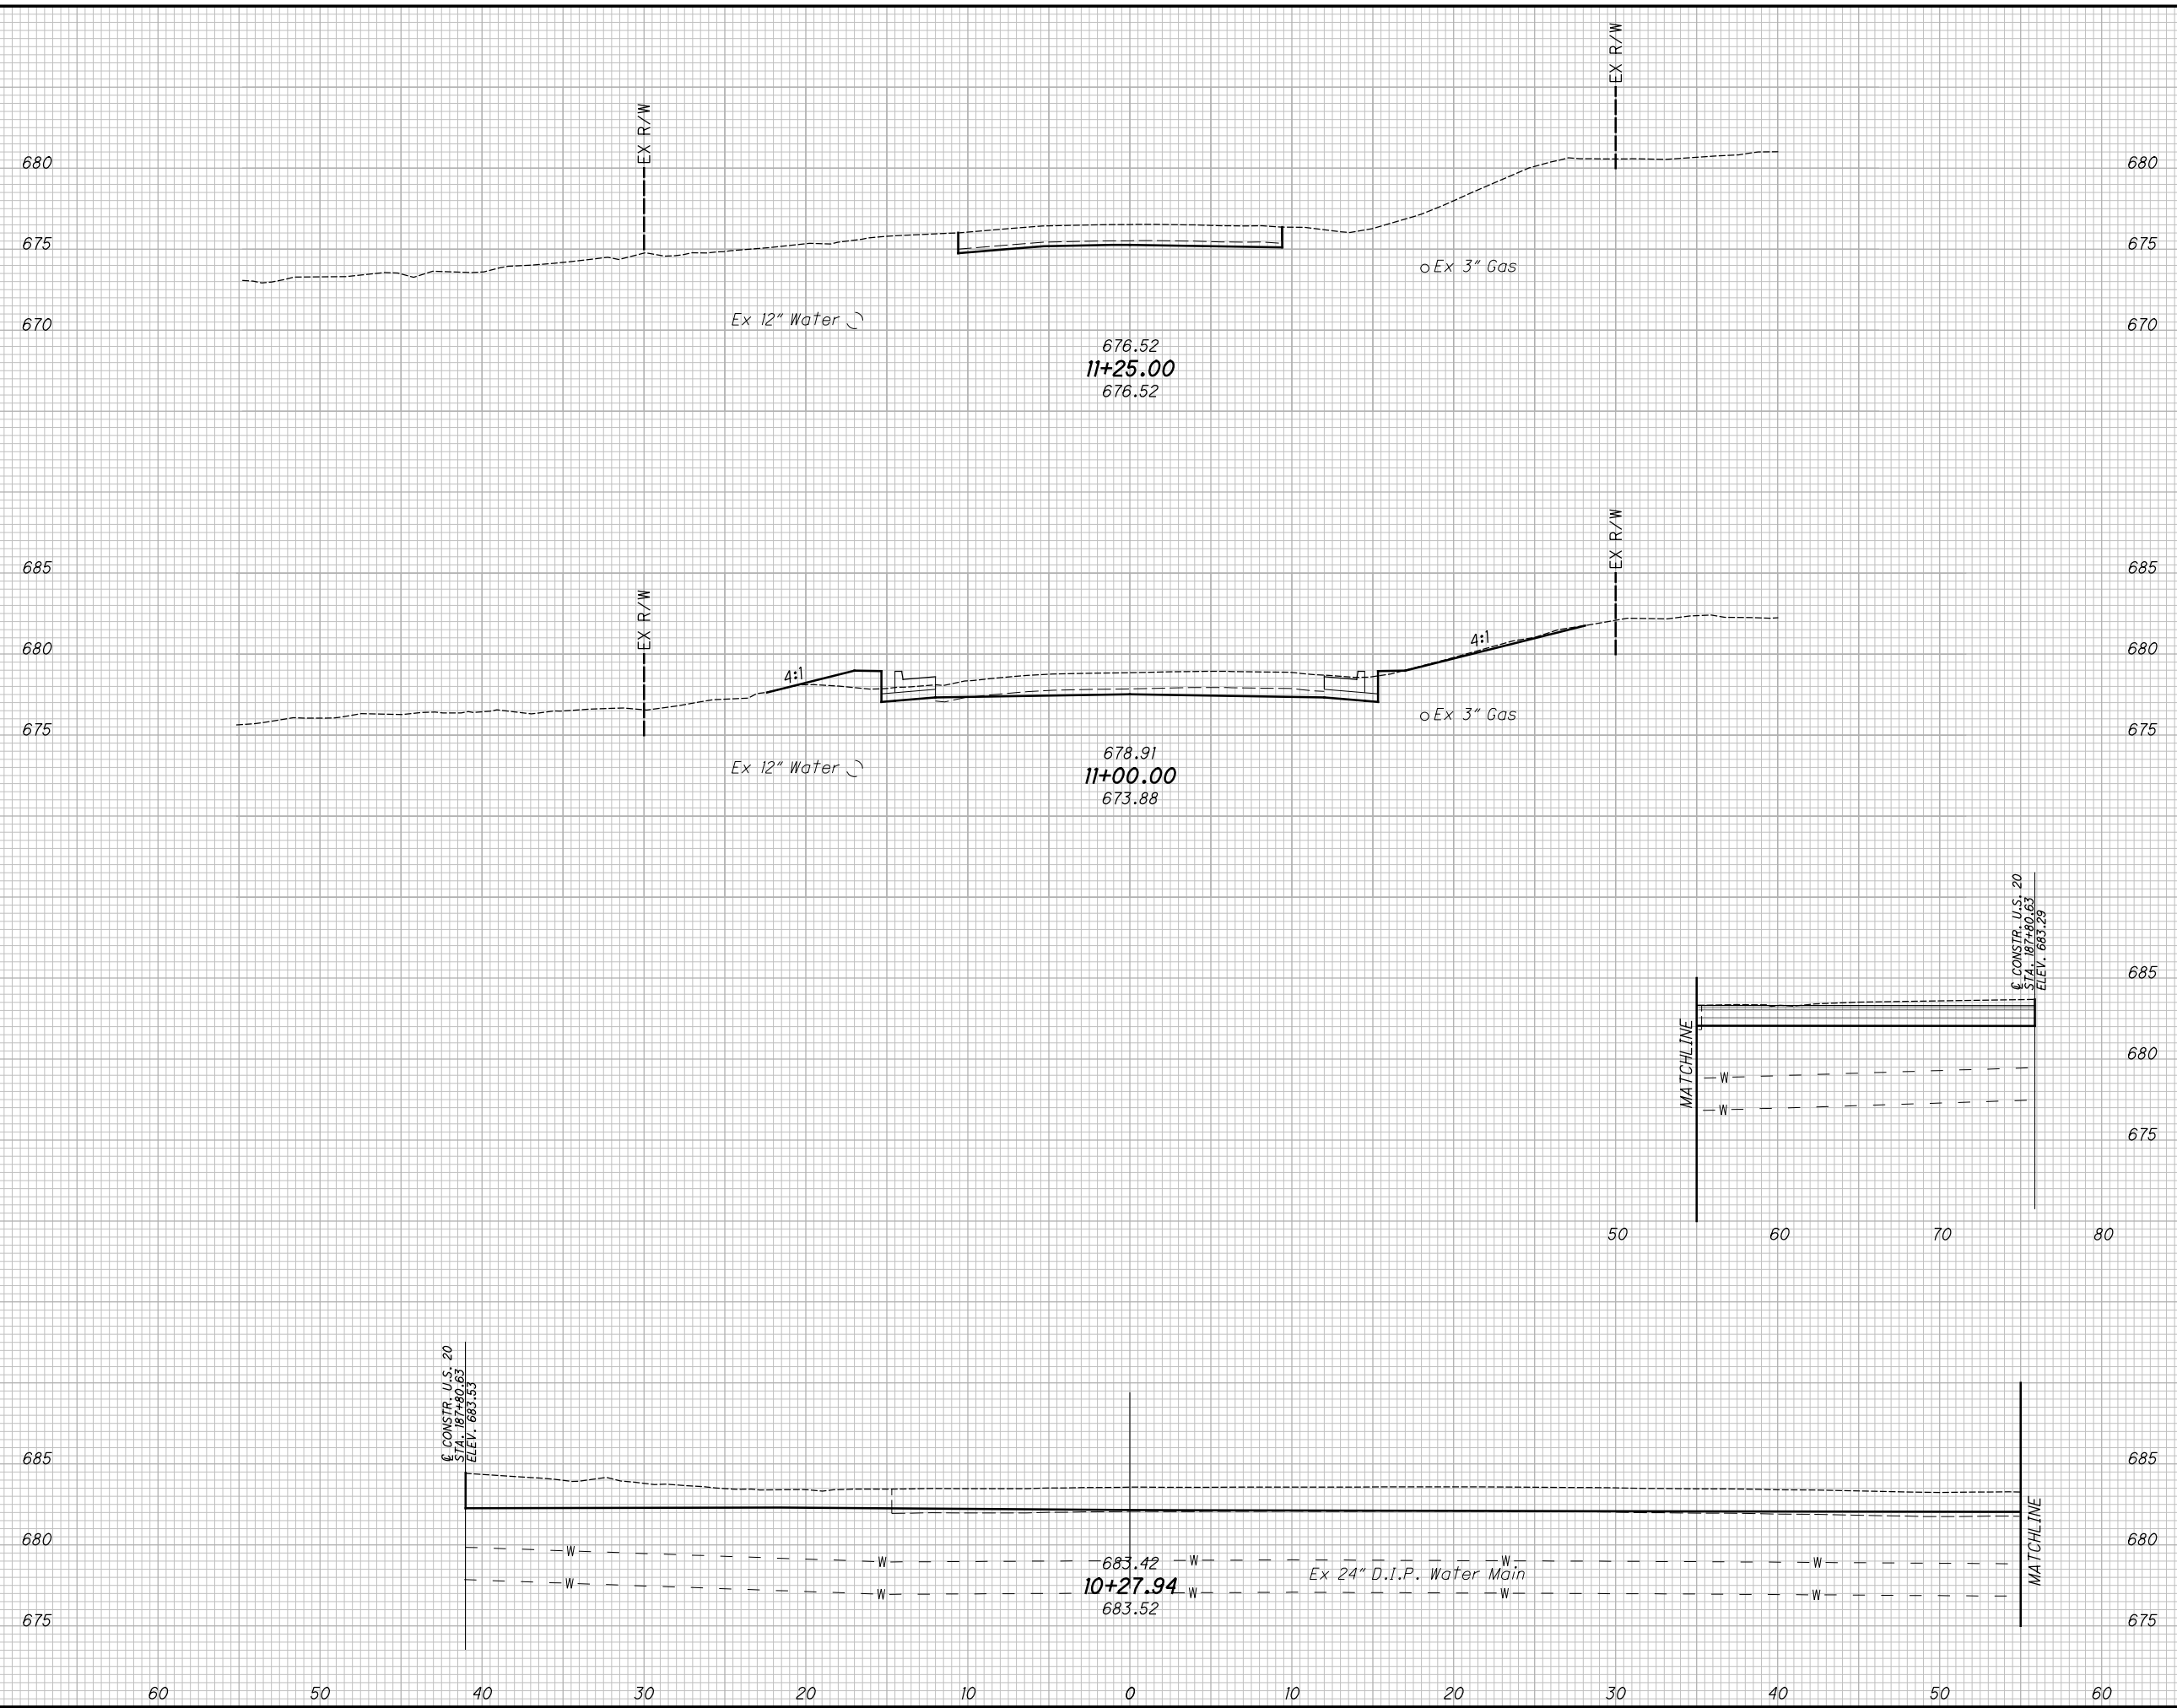 EX R/W
EX R/W
680
680
675
675
Ex 3" Gas
670
Ex 12" Water
670
676.52
11+25.00
676.52
EX R/W
EX R/W
685
685
680
4:1
4:1
680
675
Ex 3" Gas
675
Ex 12" Water
678.91
11+00.00
673.88
℄ CONSTR. U.S. 20
STA. 187+80.63
ELEV. 683.29
685
685
MATCHLINE
680
680
W
W
675
675
50 60 70 80
℄ CONSTR. U.S. 20
STA. 187+80.63
ELEV. 683.53
685
685
MATCHLINE
680
680
W W W W W
683.42
Ex 24" D.I.P. Water Main
10+27.94
W W W W W
683.52
675
675
60 50 40 30 20 10 0 10 20 30 40 50 60